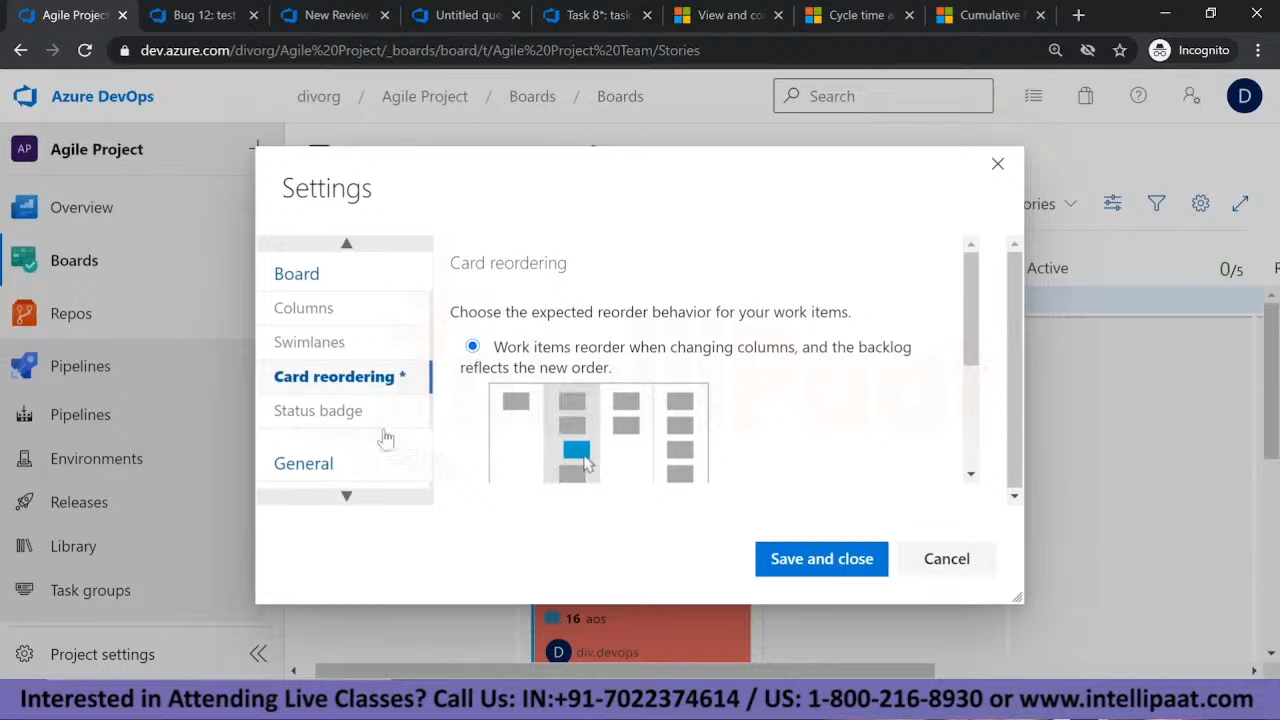 Agile Proje
Bug 12: test
New Review
Untitled que
Task 8*: task
View and co
Cycle time a
Cumulative
dev.azure.com/divorg/Agile%20Project/_boards/board/t/Agile%20Project%20Team/Stories
Incognito
Azure DevOps
divorg / Agile Project / Boards / Boards
Search
D
AP Agile Project
Overview
Boards
Repos
Pipelines
Pipelines
Environments
Releases
Library
Task groups
Project settings
ories
Active
0/5
Settings
Board
Columns
Swimlanes
Card reordering *
Status badge
General
Card reordering
Choose the expected reorder behavior for your work items.
Work items reorder when changing columns, and the backlog
reflects the new order.
Save and close
Cancel
16 aos
D div.devops
Interested in Attending Live Classes? Call Us: IN:+91-7022374614 / US: 1-800-216-8930 or www.intellipaat.com